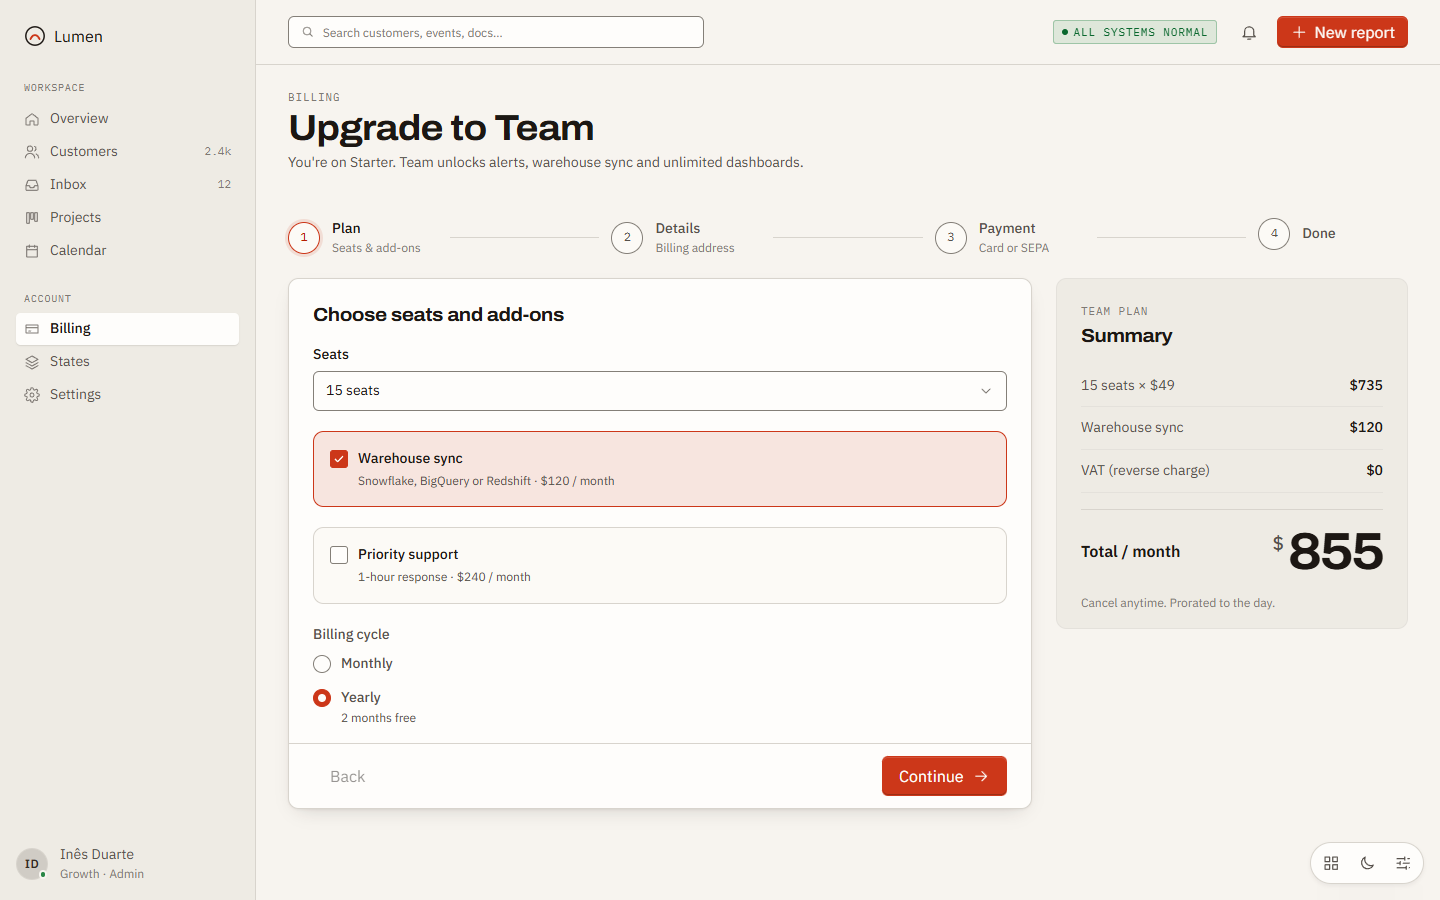 Lumen
WORKSPACE
Overview
Customers 2.4k
Inbox 12
Projects
Calendar
ACCOUNT
Billing
States
Settings
ID
Inês Duarte
Growth · Admin
Search customers, events, docs...
ALL SYSTEMS NORMAL
New report
BILLING
Upgrade to Team
You're on Starter. Team unlocks alerts, warehouse sync and unlimited dashboards.
1 Plan
Seats & add-ons
2 Details
Billing address
3 Payment
Card or SEPA
4 Done
Choose seats and add-ons
Seats
15 seats
Warehouse sync
Snowflake, BigQuery or Redshift · $120 / month
Priority support
1-hour response · $240 / month
Billing cycle
Monthly
Yearly
2 months free
Back
Continue
TEAM PLAN
Summary
15 seats × $49 $735
Warehouse sync $120
VAT (reverse charge) $0
Total / month $855
Cancel anytime. Prorated to the day.